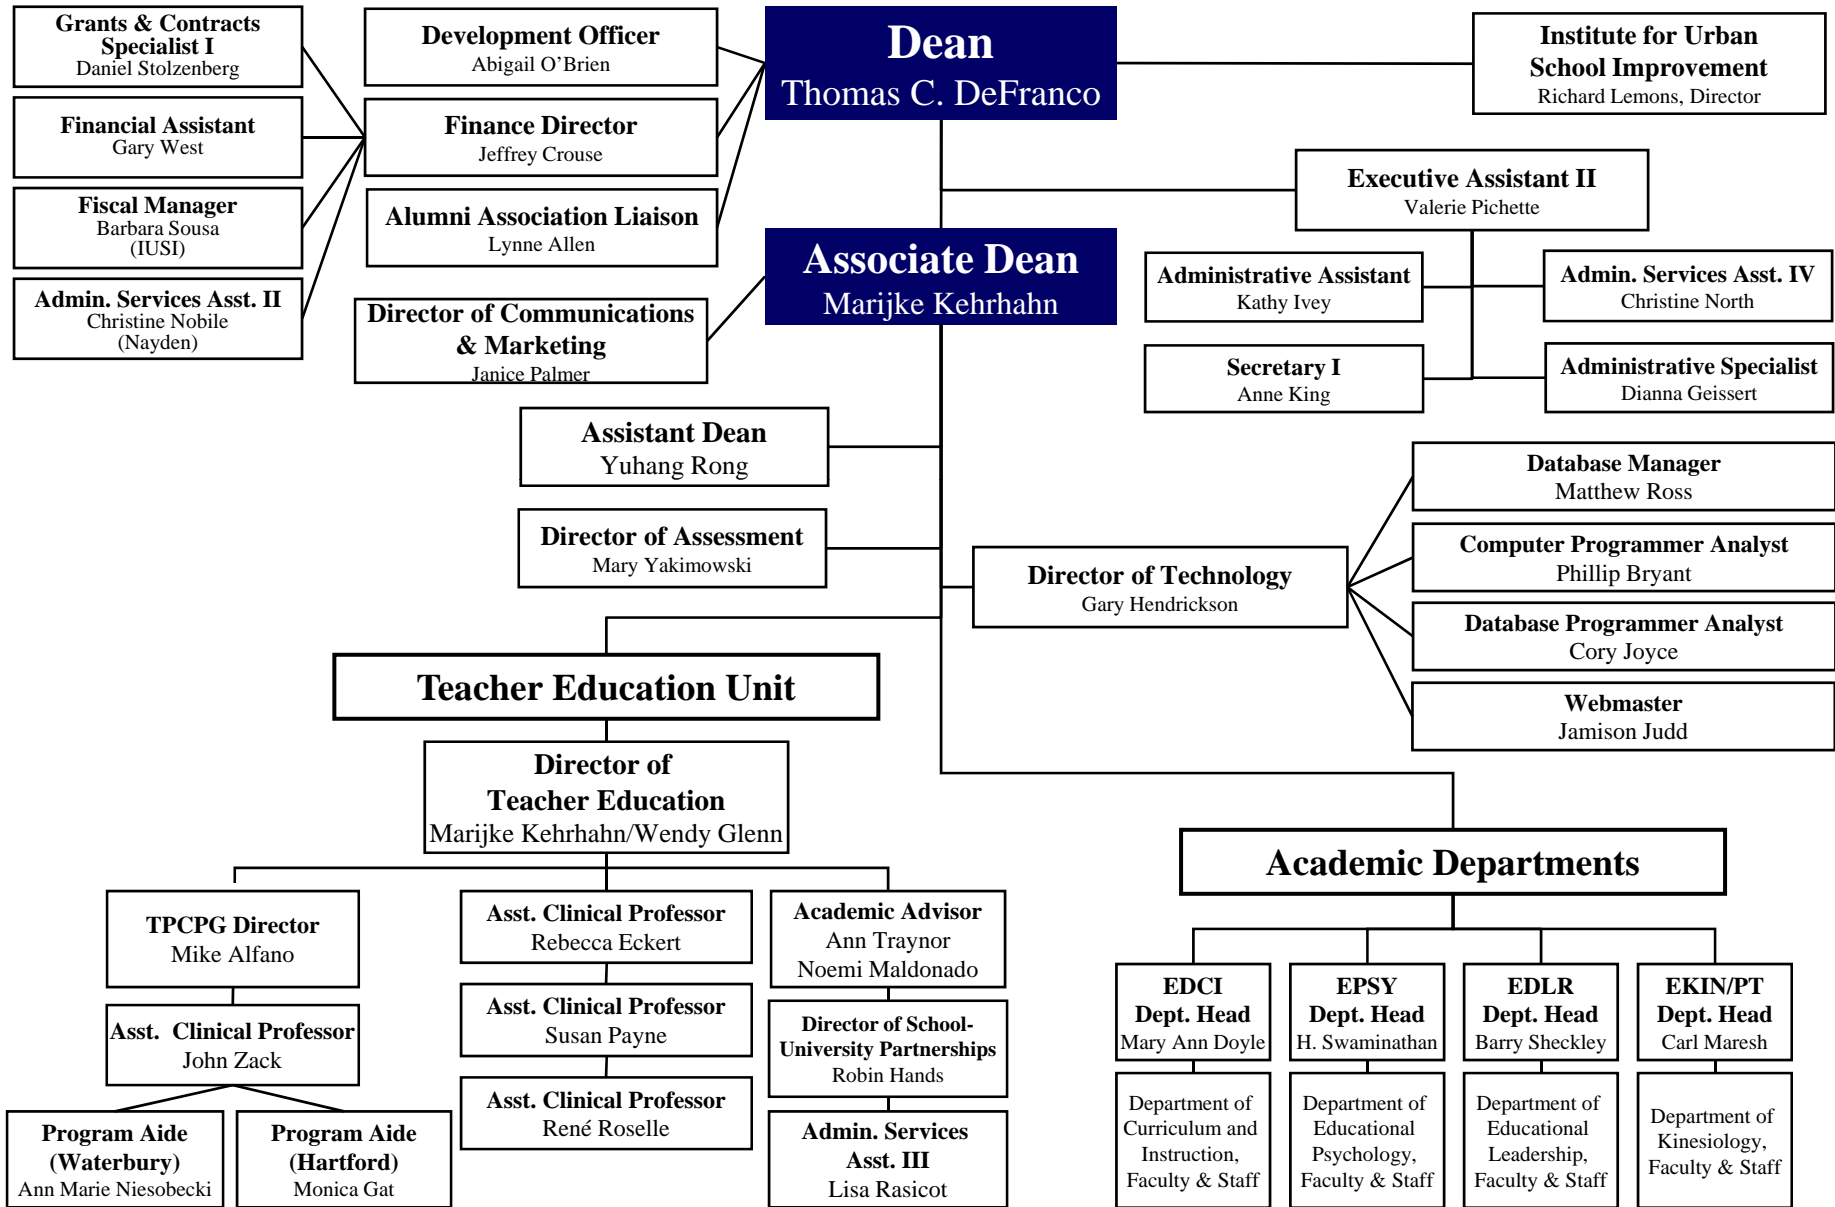 Grants & Contracts
Specialist I
Daniel Stolzenberg
Development Officer
Abigail O’Brien
Dean
Thomas C. DeFranco
Institute for Urban
School Improvement
Richard Lemons, Director
Financial Assistant
Gary West
Finance Director
Jeffrey Crouse
Executive Assistant II
Valerie Pichette
Fiscal Manager
Barbara Sousa
(IUSI)
Alumni Association Liaison
Lynne Allen
Associate Dean
Marijke Kehrhahn
Administrative Assistant
Kathy Ivey
Admin. Services Asst. IV
Christine North
Admin. Services Asst. II
Christine Nobile
(Nayden)
Director of Communications
& Marketing
Janice Palmer
Secretary I
Anne King
Administrative Specialist
Dianna Geissert
Assistant Dean
Yuhang Rong
Database Manager
Matthew Ross
Director of Assessment
Mary Yakimowski
Computer Programmer Analyst
Phillip Bryant
Director of Technology
Gary Hendrickson
Database Programmer Analyst
Cory Joyce
Webmaster
Jamison Judd
Teacher Education Unit
Director of
Teacher Education
Marijke Kehrhahn/Wendy Glenn
Academic Departments
TPCPG Director
Mike Alfano
Asst. Clinical Professor
Rebecca Eckert
Academic Advisor
Ann Traynor
Noemi Maldonado
Asst.  Clinical Professor
John Zack
Asst. Clinical Professor
Susan Payne
Director of School-
University Partnerships
Robin Hands
Program Aide
(Waterbury)
Ann Marie Niesobecki
Program Aide
(Hartford)
Monica Gat
Asst. Clinical Professor
René Roselle
Admin. Services
Asst. III
Lisa Rasicot
EDCI
Dept. Head
Mary Ann Doyle
EPSY
Dept. Head
H. Swaminathan
EDLR
Dept. Head
Barry Sheckley
EKIN/PT
Dept. Head
Carl Maresh
Department of
Curriculum and
Instruction,
Faculty & Staff
Department of
Educational
Psychology,
Faculty & Staff
Department of
Educational
Leadership,
Faculty & Staff
Department of
Kinesiology,
Faculty & Staff